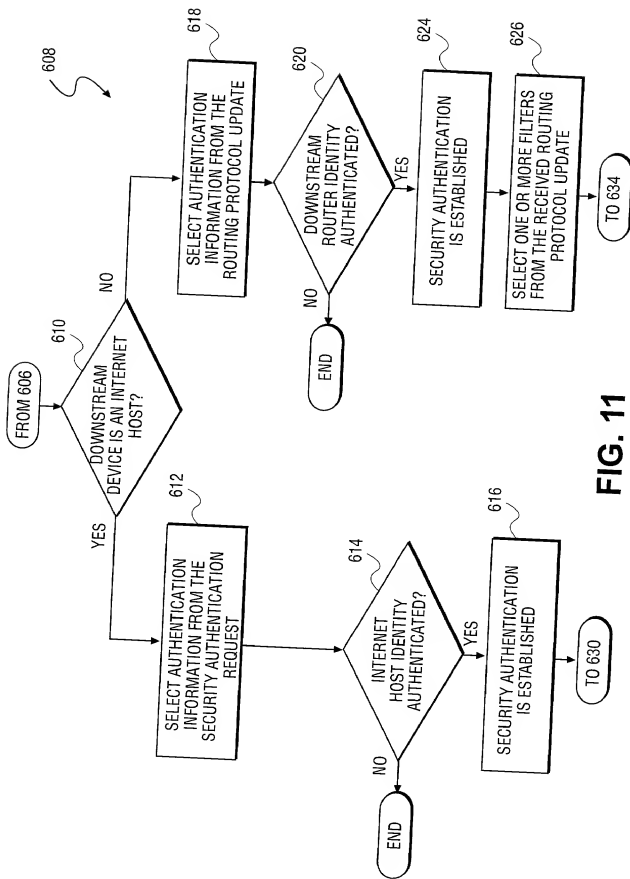 608
FROM 606
610
DOWNSTREAM
DEVICE IS AN INTERNET
HOST?
YES
NO
612
SELECT AUTHENTICATION
INFORMATION FROM THE
SECURITY AUTHENTICATION
REQUEST
614
INTERNET
HOST IDENTITY
AUTHENTICATED?
NO
YES
END
616
SECURITY AUTHENTICATION
IS ESTABLISHED
TO 630
618
SELECT AUTHENTICATION
INFORMATION FROM THE
ROUTING PROTOCOL UPDATE
620
DOWNSTREAM
ROUTER IDENTITY
AUTHENTICATED?
NO
YES
END
624
SECURITY AUTHENTICATION
IS ESTABLISHED
626
SELECT ONE OR MORE FILTERS
FROM THE RECEIVED ROUTING
PROTOCOL UPDATE
TO 634
FIG. 11